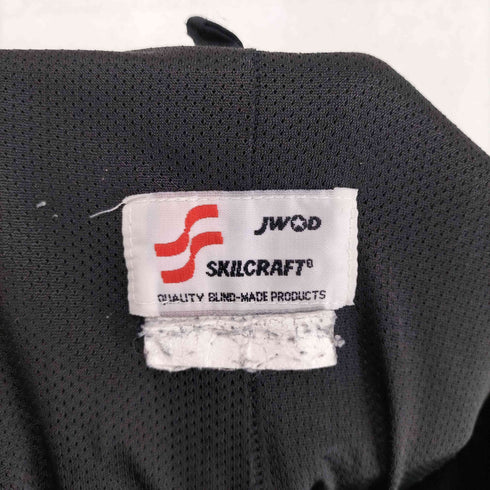 JWOD
SKILCRAFT®
QUALITY BLIND-MADE PRODUCTS